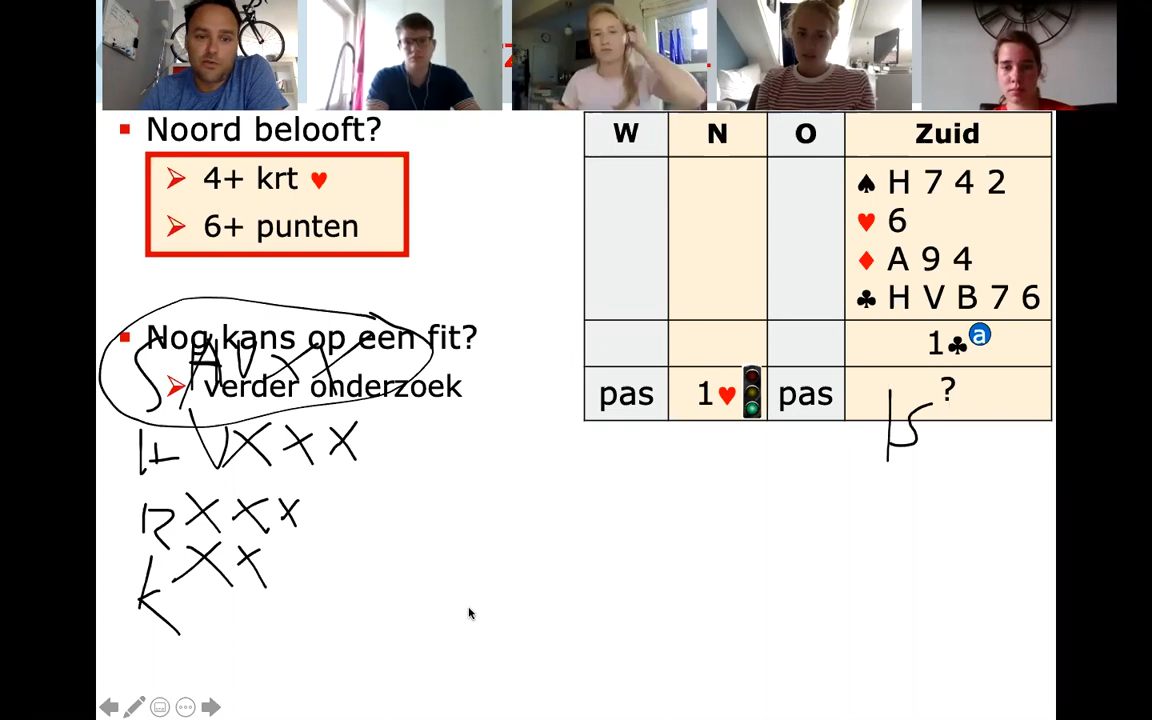 Noord belooft?
4+ krt ♥
6+ punten
Nog kans op een fit?
verder onderzoek
S A V X X
H V X X X
R X X X
K X X
W N O Zuid
♠ H 7 4 2
♥ 6
♦ A 9 4
♣ H V B 7 6
1♣ a
pas 1♥ pas ?
1S